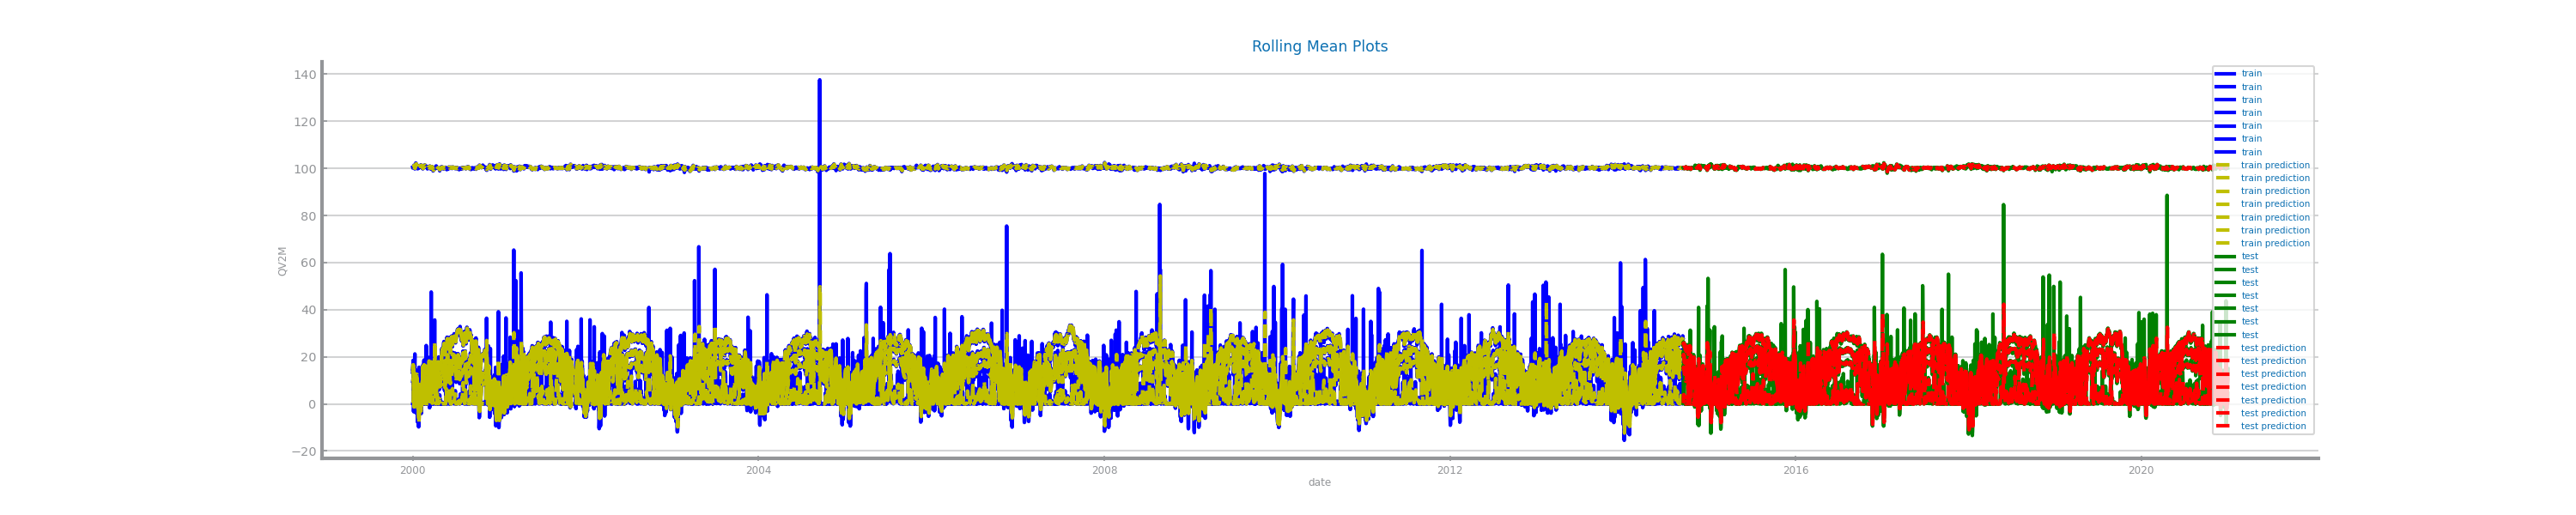 Rolling Mean Plots
140
120
100
80
60
40
20
0
−20
QV2M
2000
2004
2008
2012
2016
2020
date
train
train
train
train
train
train
train
train prediction
train prediction
train prediction
train prediction
train prediction
train prediction
train prediction
test
test
test
test
test
test
test
test prediction
test prediction
test prediction
test prediction
test prediction
test prediction
test prediction